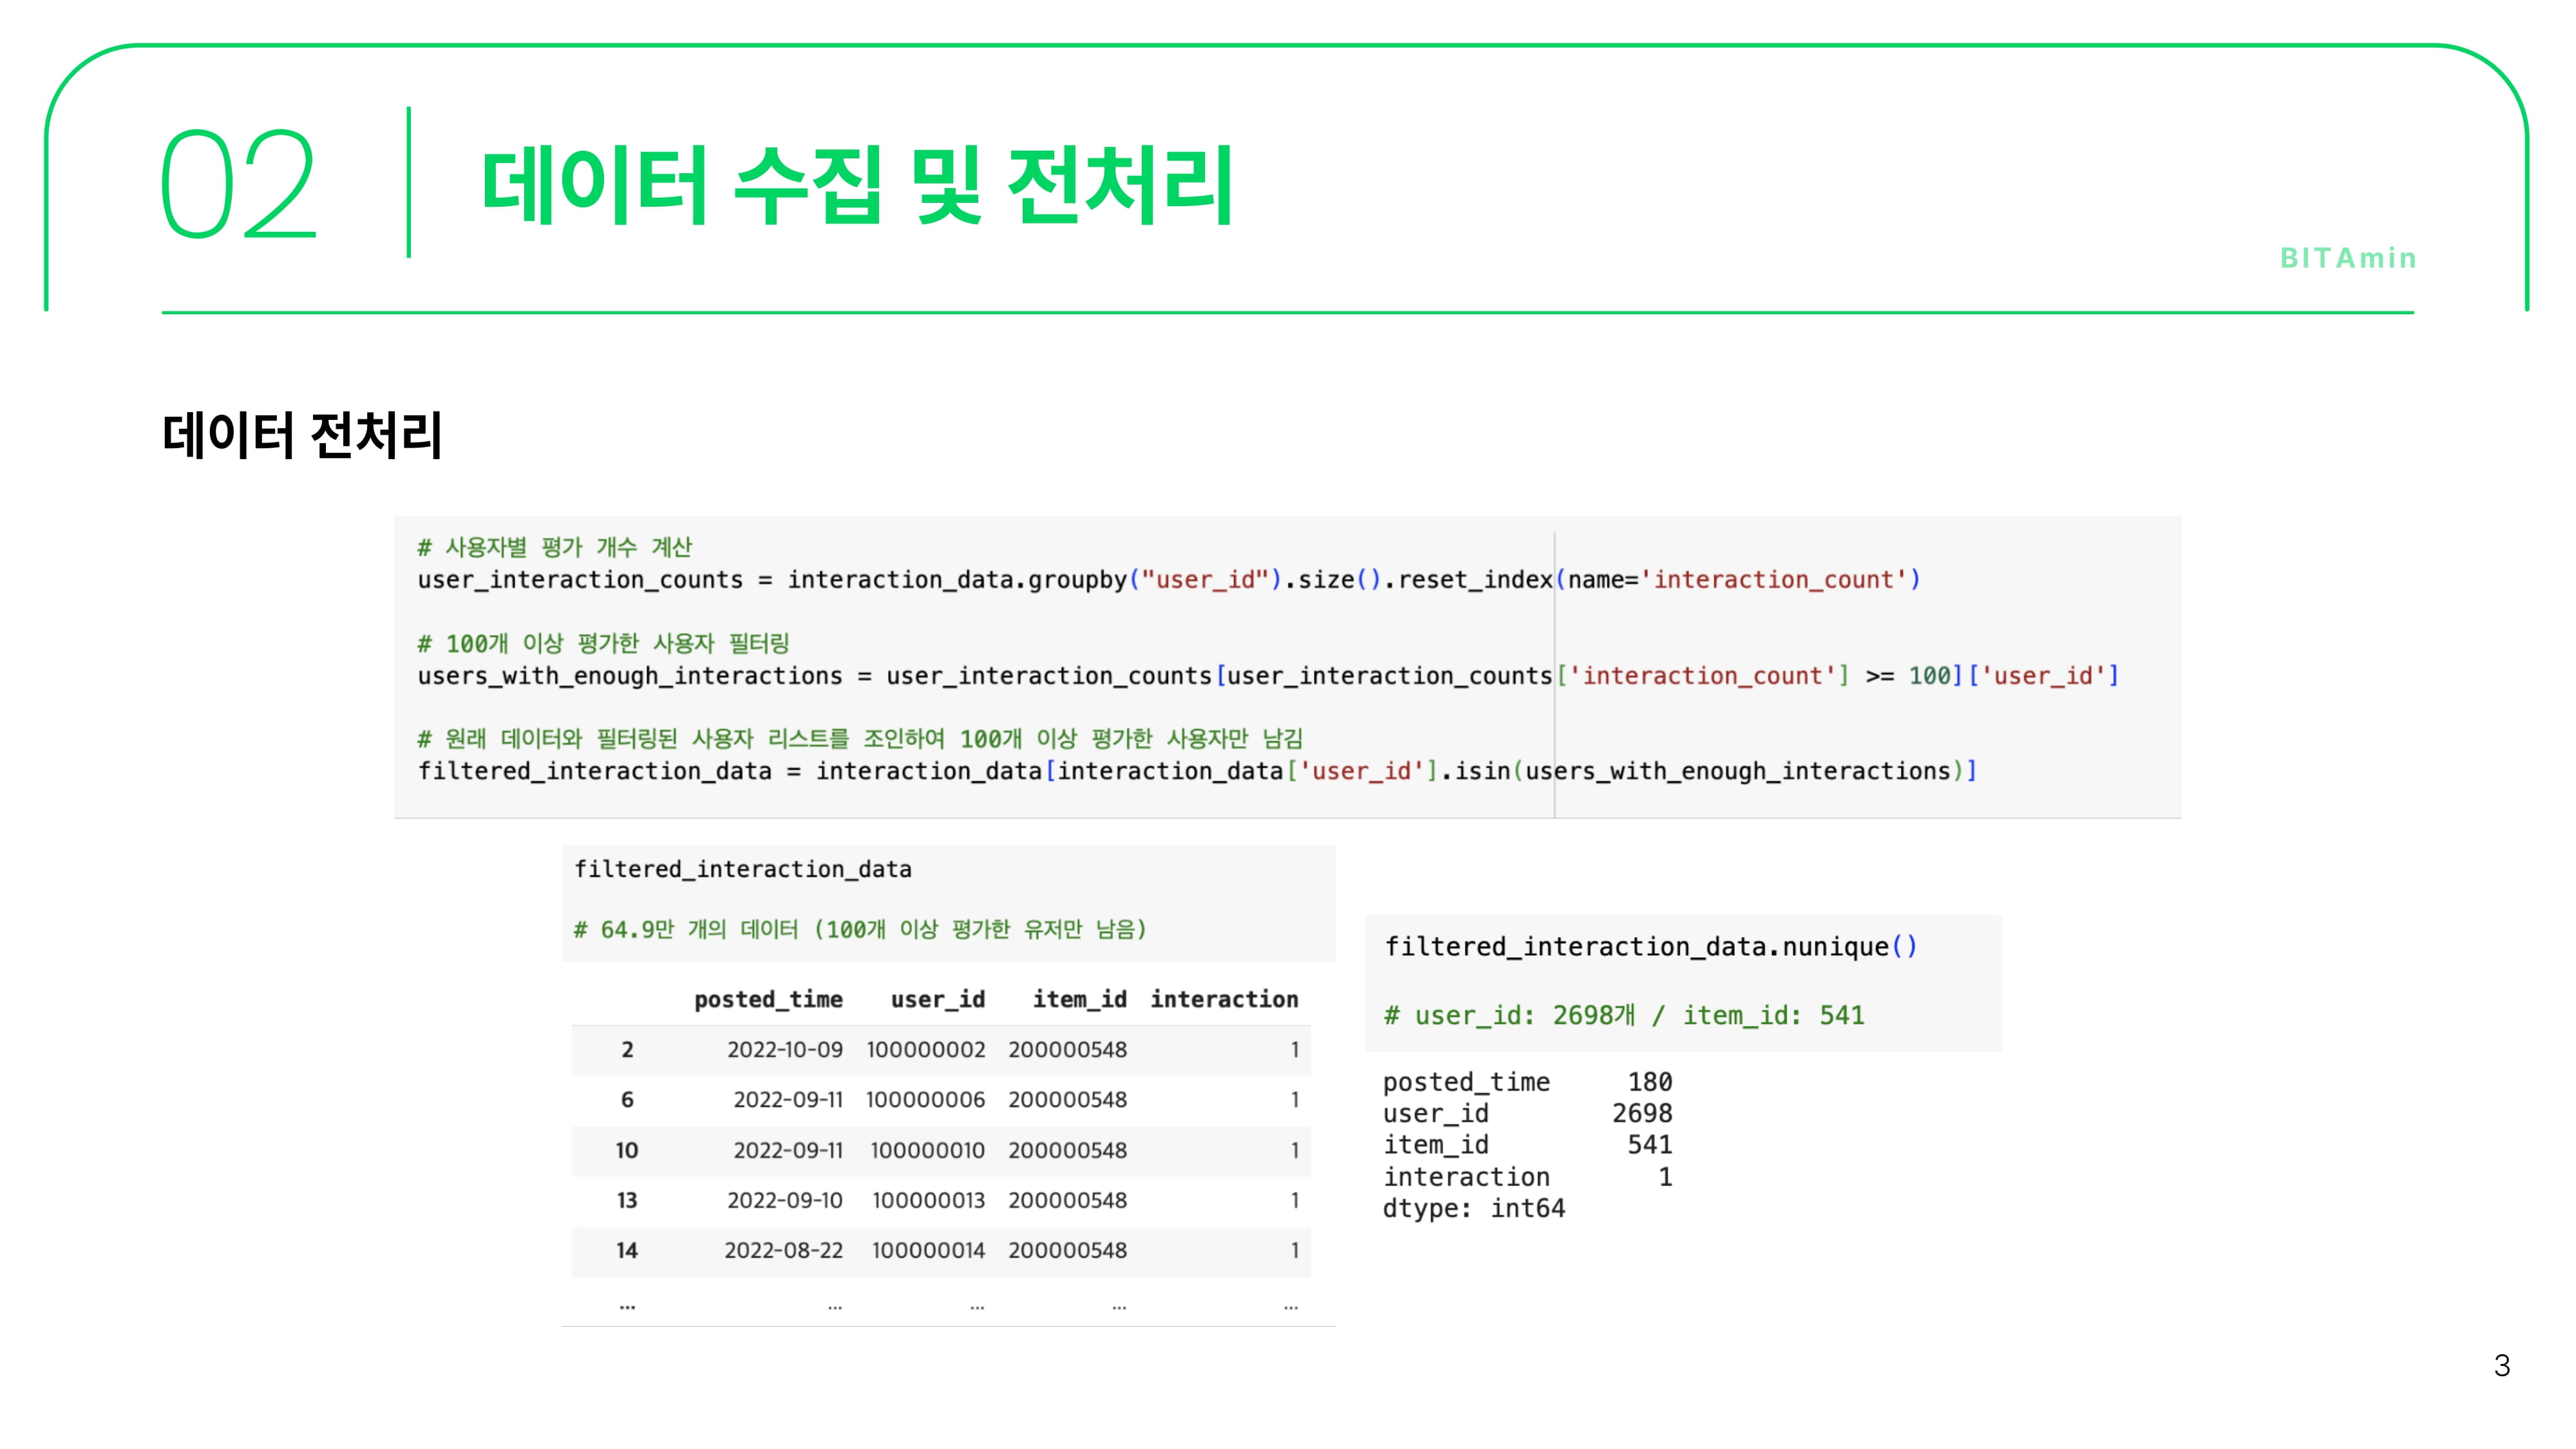 02
데이터 수집 및 전처리
BITAmin
데이터 전처리
# 사용자별 평가 개수 계산
user_interaction_counts = interaction_data.groupby("user_id").size().reset_index(name='interaction_count')
# 100개 이상 평가한 사용자 필터링
users_with_enough_interactions = user_interaction_counts[user_interaction_counts['interaction_count'] >= 100]['user_id']
# 원래 데이터와 필터링된 사용자 리스트를 조인하여 100개 이상 평가한 사용자만 남김
filtered_interaction_data = interaction_data[interaction_data['user_id'].isin(users_with_enough_interactions)]
filtered_interaction_data
# 64.9만 개의 데이터 (100개 이상 평가한 유저만 남음)
posted_time user_id item_id interaction
2 2022-10-09 100000002 200000548 1
6 2022-09-11 100000006 200000548 1
10 2022-09-11 100000010 200000548 1
13 2022-09-10 100000013 200000548 1
14 2022-08-22 100000014 200000548 1
... ... ... ... ...
filtered_interaction_data.nunique()
# user_id: 2698개 / item_id: 541
posted_time 180
user_id 2698
item_id 541
interaction 1
dtype: int64
3